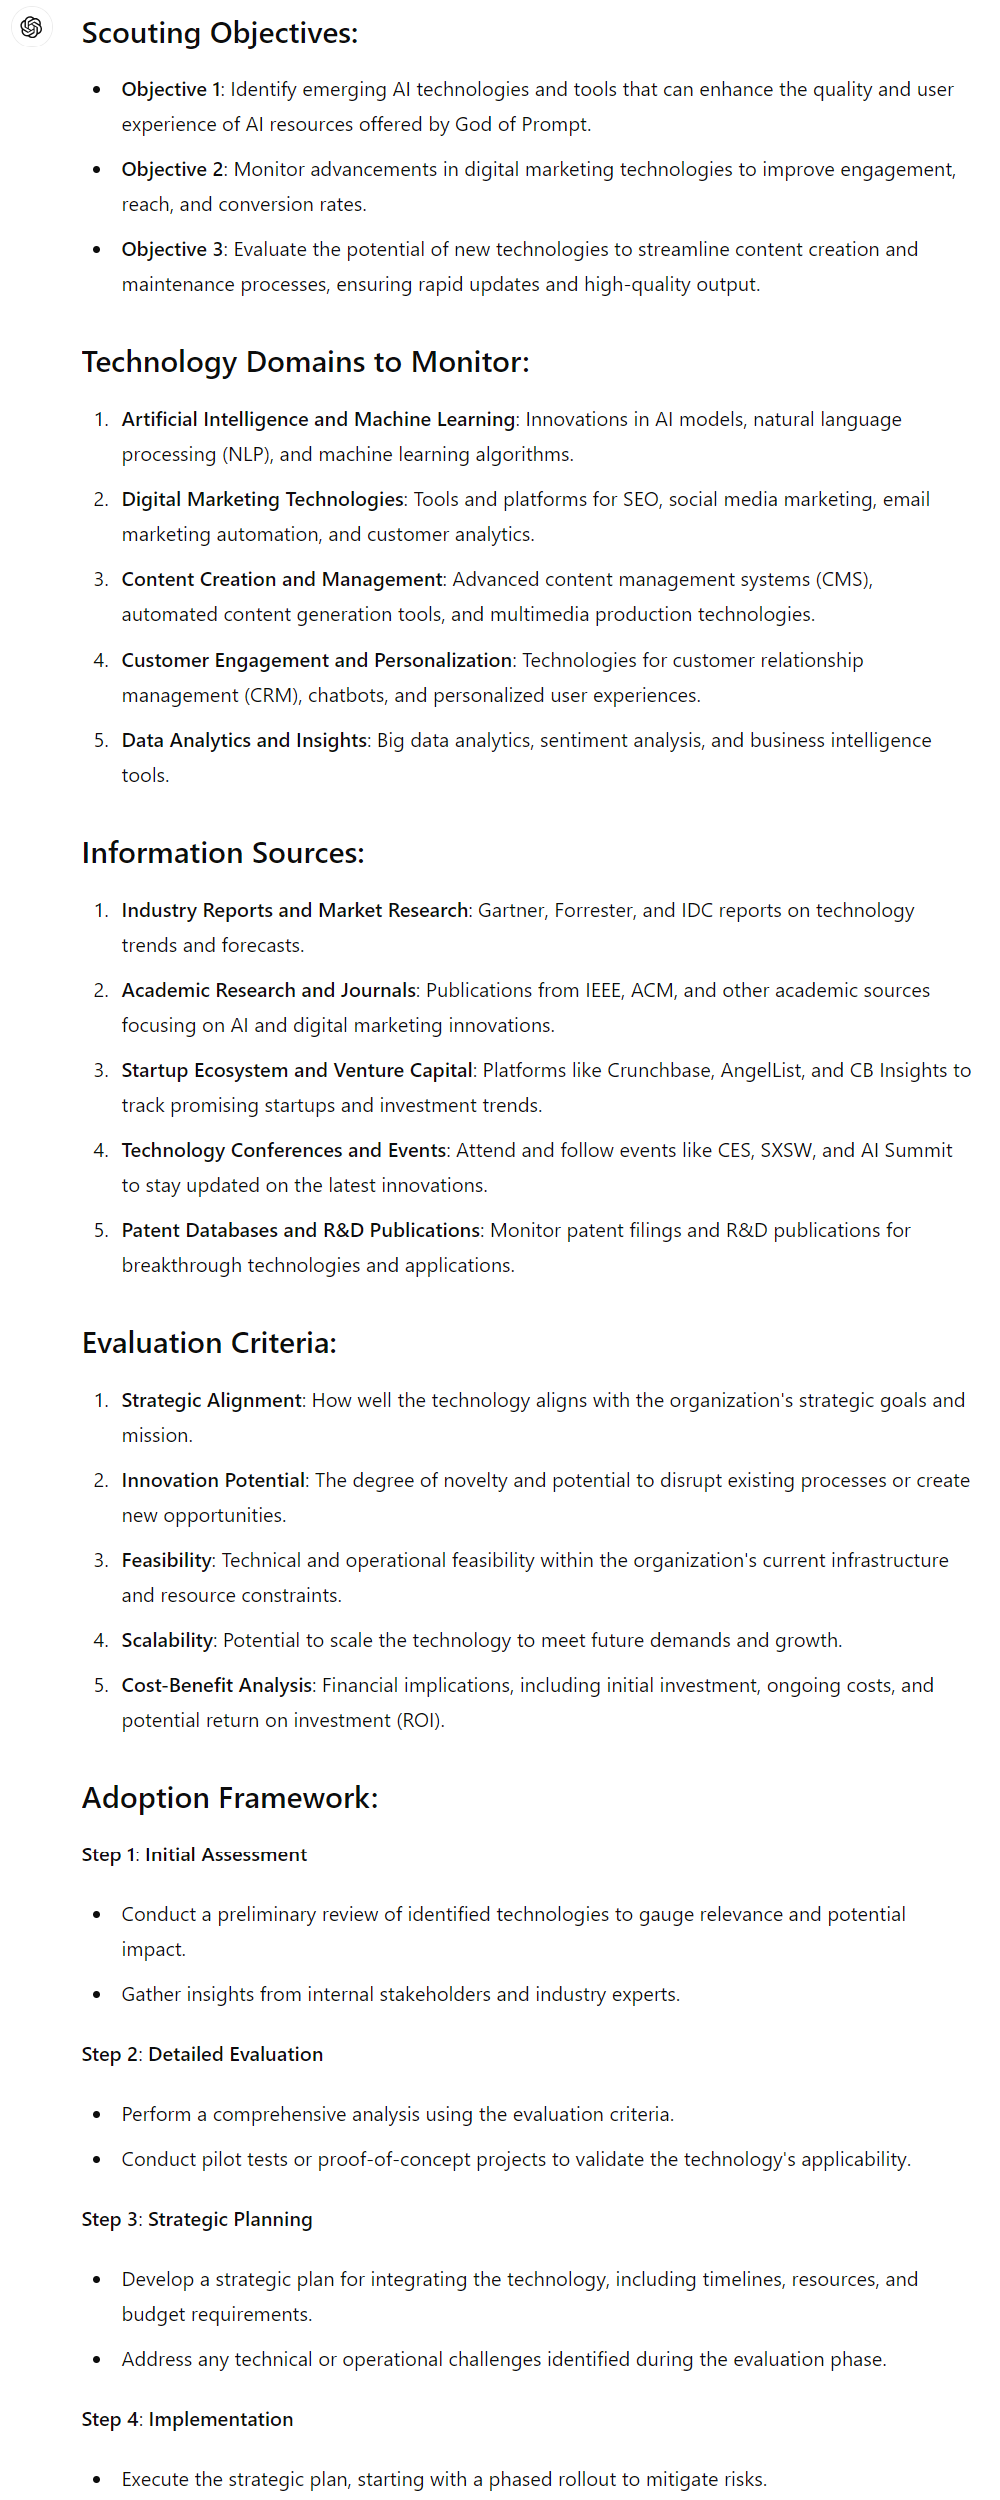 Scouting Objectives:
• Objective 1: Identify emerging AI technologies and tools that can enhance the quality and user
experience of AI resources offered by God of Prompt.
• Objective 2: Monitor advancements in digital marketing technologies to improve engagement,
reach, and conversion rates.
• Objective 3: Evaluate the potential of new technologies to streamline content creation and
maintenance processes, ensuring rapid updates and high-quality output.
Technology Domains to Monitor:
1. Artificial Intelligence and Machine Learning: Innovations in AI models, natural language
processing (NLP), and machine learning algorithms.
2. Digital Marketing Technologies: Tools and platforms for SEO, social media marketing, email
marketing automation, and customer analytics.
3. Content Creation and Management: Advanced content management systems (CMS),
automated content generation tools, and multimedia production technologies.
4. Customer Engagement and Personalization: Technologies for customer relationship
management (CRM), chatbots, and personalized user experiences.
5. Data Analytics and Insights: Big data analytics, sentiment analysis, and business intelligence
tools.
Information Sources:
1. Industry Reports and Market Research: Gartner, Forrester, and IDC reports on technology
trends and forecasts.
2. Academic Research and Journals: Publications from IEEE, ACM, and other academic sources
focusing on AI and digital marketing innovations.
3. Startup Ecosystem and Venture Capital: Platforms like Crunchbase, AngelList, and CB Insights to
track promising startups and investment trends.
4. Technology Conferences and Events: Attend and follow events like CES, SXSW, and AI Summit
to stay updated on the latest innovations.
5. Patent Databases and R&D Publications: Monitor patent filings and R&D publications for
breakthrough technologies and applications.
Evaluation Criteria:
1. Strategic Alignment: How well the technology aligns with the organization's strategic goals and
mission.
2. Innovation Potential: The degree of novelty and potential to disrupt existing processes or create
new opportunities.
3. Feasibility: Technical and operational feasibility within the organization's current infrastructure
and resource constraints.
4. Scalability: Potential to scale the technology to meet future demands and growth.
5. Cost-Benefit Analysis: Financial implications, including initial investment, ongoing costs, and
potential return on investment (ROI).
Adoption Framework:
Step 1: Initial Assessment
• Conduct a preliminary review of identified technologies to gauge relevance and potential
impact.
• Gather insights from internal stakeholders and industry experts.
Step 2: Detailed Evaluation
• Perform a comprehensive analysis using the evaluation criteria.
• Conduct pilot tests or proof-of-concept projects to validate the technology's applicability.
Step 3: Strategic Planning
• Develop a strategic plan for integrating the technology, including timelines, resources, and
budget requirements.
• Address any technical or operational challenges identified during the evaluation phase.
Step 4: Implementation
• Execute the strategic plan, starting with a phased rollout to mitigate risks.